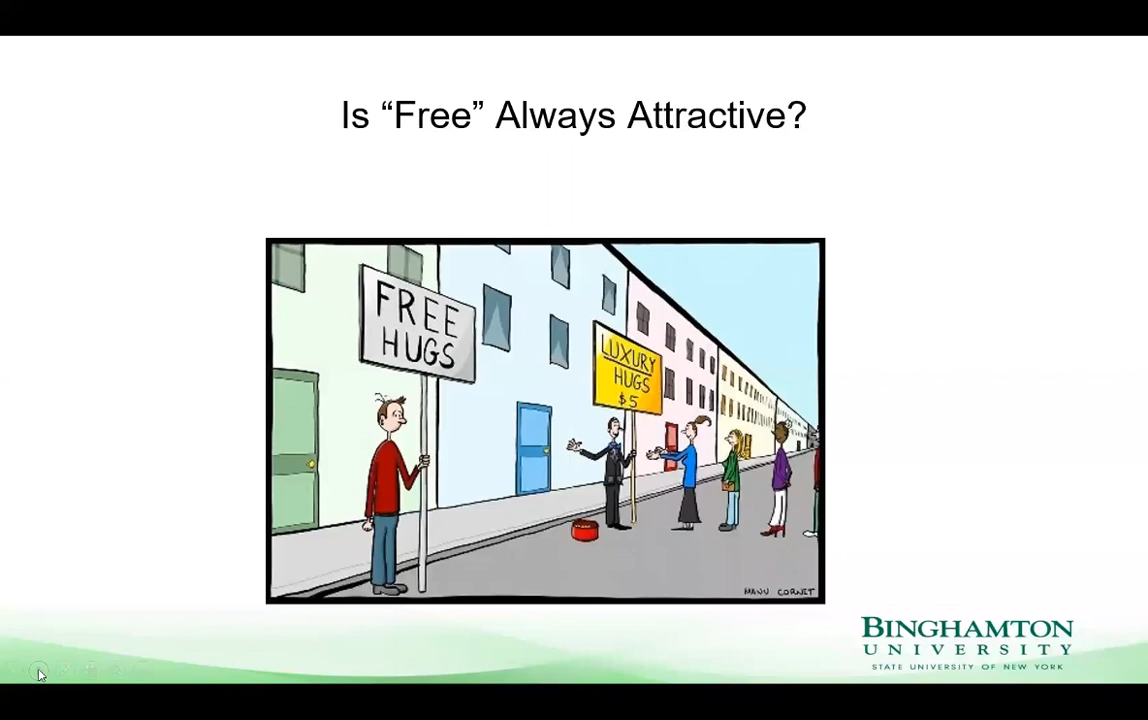 Is “Free” Always Attractive?
FREE
HUGS
LUXURY
HUGS
$5
MANU CORNET
BINGHAMTON
UNIVERSITY
STATE UNIVERSITY OF NEW YORK